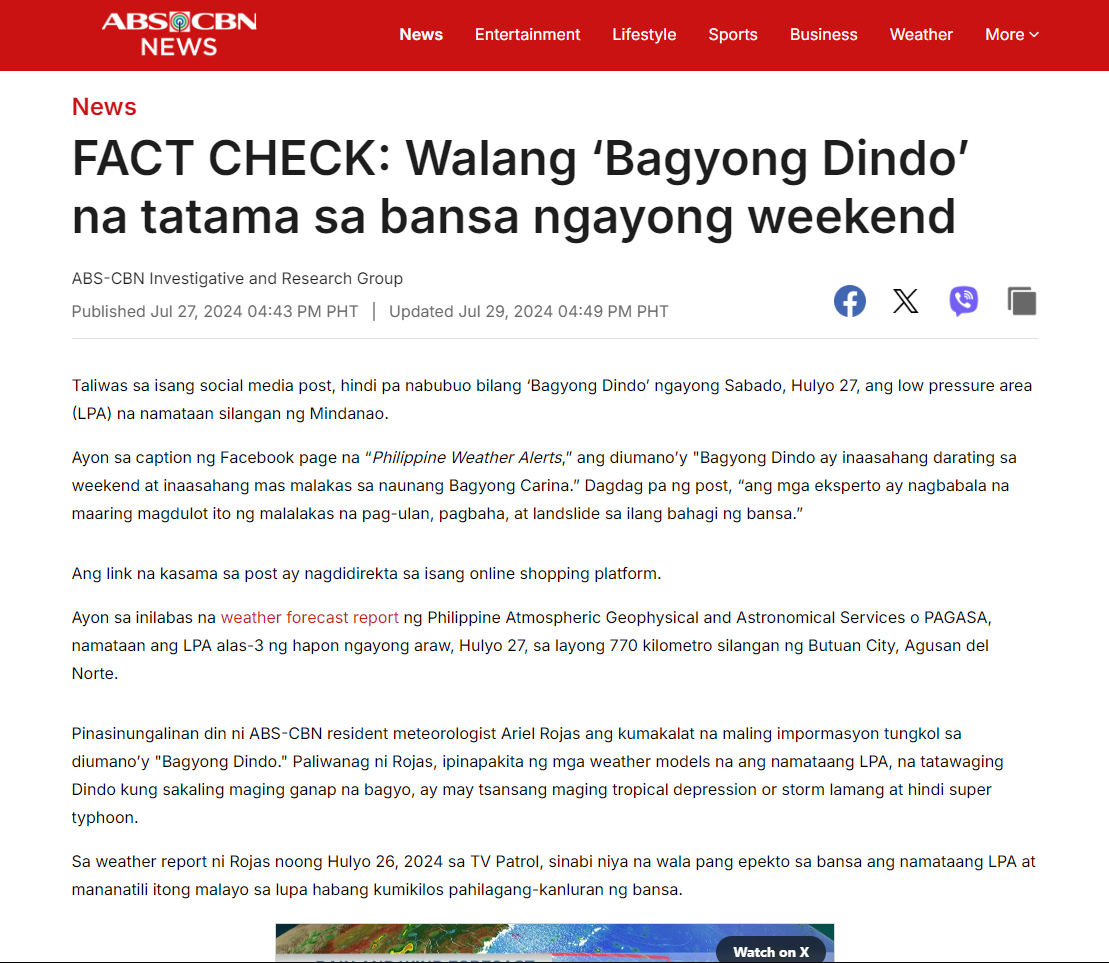 ABS-CBN
NEWS
News
Entertainment
Lifestyle
Sports
Business
Weather
More
News
FACT CHECK: Walang ‘Bagyong Dindo’
na tatama sa bansa ngayong weekend
ABS-CBN Investigative and Research Group
Published Jul 27, 2024 04:43 PM PHT | Updated Jul 29, 2024 04:49 PM PHT
Taliwas sa isang social media post, hindi pa nabubuo bilang ‘Bagyong Dindo’ ngayong Sabado, Hulyo 27, ang low pressure area
(LPA) na namataan silangan ng Mindanao.
Ayon sa caption ng Facebook page na “Philippine Weather Alerts,” ang diumano’y "Bagyong Dindo ay inaasahang darating sa
weekend at inaasahang mas malakas sa naunang Bagyong Carina.” Dagdag pa ng post, “ang mga eksperto ay nagbabala na
maaring magdulot ito ng malalakas na pag-ulan, pagbaha, at landslide sa ilang bahagi ng bansa.”
Ang link na kasama sa post ay nagdidirekta sa isang online shopping platform.
Ayon sa inilabas na weather forecast report ng Philippine Atmospheric Geophysical and Astronomical Services o PAGASA,
namataan ang LPA alas-3 ng hapon ngayong araw, Hulyo 27, sa layong 770 kilometro silangan ng Butuan City, Agusan del
Norte.
Pinasinungalinan din ni ABS-CBN resident meteorologist Ariel Rojas ang kumakalat na maling impormasyon tungkol sa
diumano’y "Bagyong Dindo." Paliwanag ni Rojas, ipinapakita ng mga weather models na ang namataang LPA, na tatawaging
Dindo kung sakaling maging ganap na bagyo, ay may tsansang maging tropical depression or storm lamang at hindi super
typhoon.
Sa weather report ni Rojas noong Hulyo 26, 2024 sa TV Patrol, sinabi niya na wala pang epekto sa bansa ang namataang LPA at
mananatili itong malayo sa lupa habang kumikilos pahilagang-kanluran ng bansa.
Watch on X